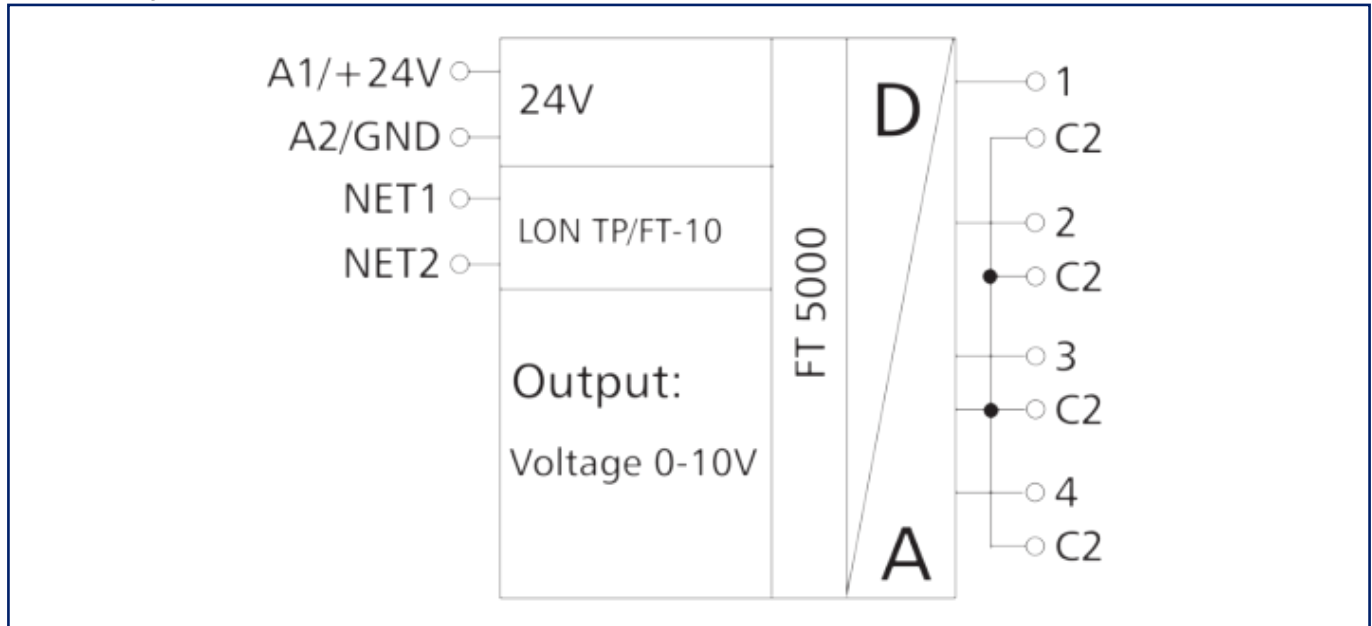 A1/+24V
A2/GND
NET1
NET2
24V
LON TP/FT-10
Output:
Voltage 0-10V
FT 5000
D
A
1
C2
2
C2
3
C2
4
C2